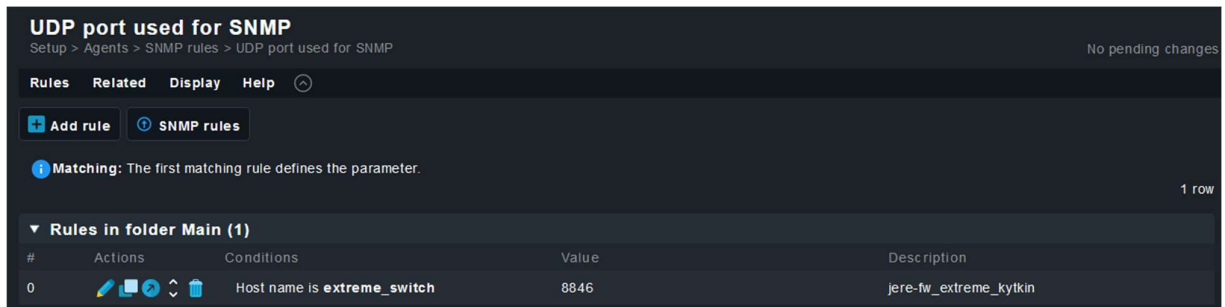 UDP port used for SNMP
Setup > Agents > SNMP rules > UDP port used for SNMP
No pending changes
Rules Related Display Help
Add rule SNMP rules
Matching: The first matching rule defines the parameter.
1 row
Rules in folder Main (1)
# Actions Conditions Value Description
0 Host name is extreme_switch 8846 jere-fw_extreme_kytkin